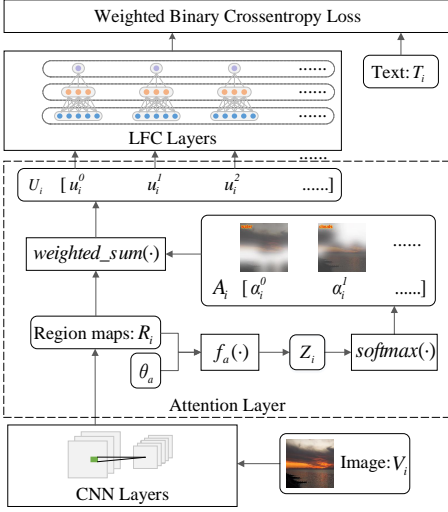 Weighted Binary Crossentropy Loss
......
......
......
Text: T_i
LFC Layers
......
U_i [ u_i^0 u_i^1 u_i^2 ......]
weighted_sum(·)
......
A_i [ α_i^0 α_i^1 ......]
Region maps: R_i
θ_a
f_a(·)
Z_i
softmax(·)
Attention Layer
Image: V_i
CNN Layers